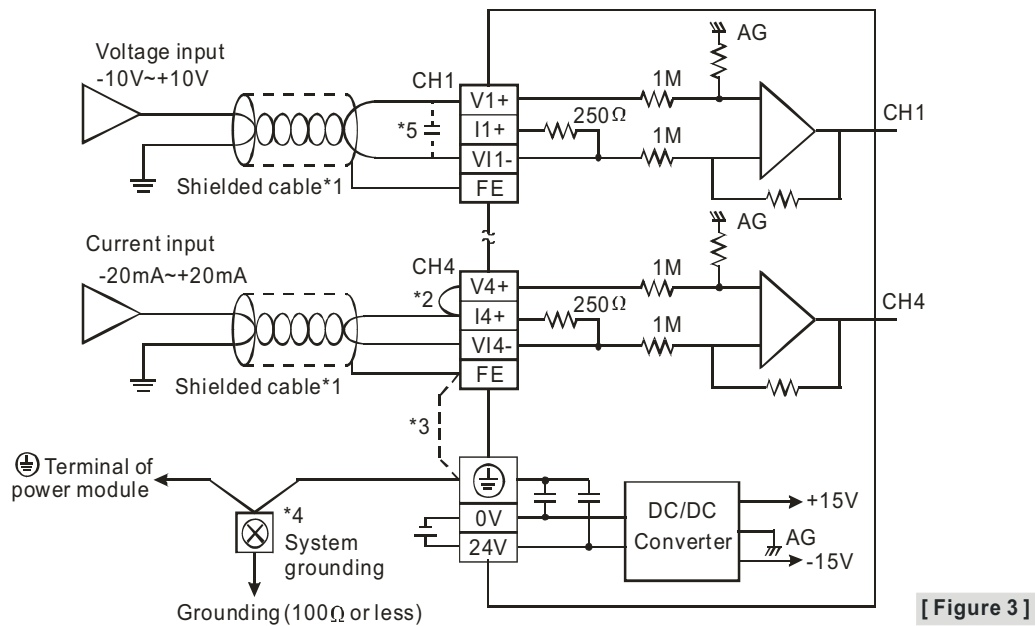 Voltage input
-10V~+10V
CH1
V1+
I1+
VI1-
FE
*5
Shielded cable*1
250Ω
1M
1M
AG
CH1
Current input
-20mA~+20mA
CH4
*2
V4+
I4+
VI4-
FE
Shielded cable*1
250Ω
1M
1M
AG
CH4
*3
Terminal of
power module
*4
System
grounding
Grounding (100Ω or less)
0V
24V
DC/DC
Converter
+15V
AG
-15V
[ Figure 3 ]